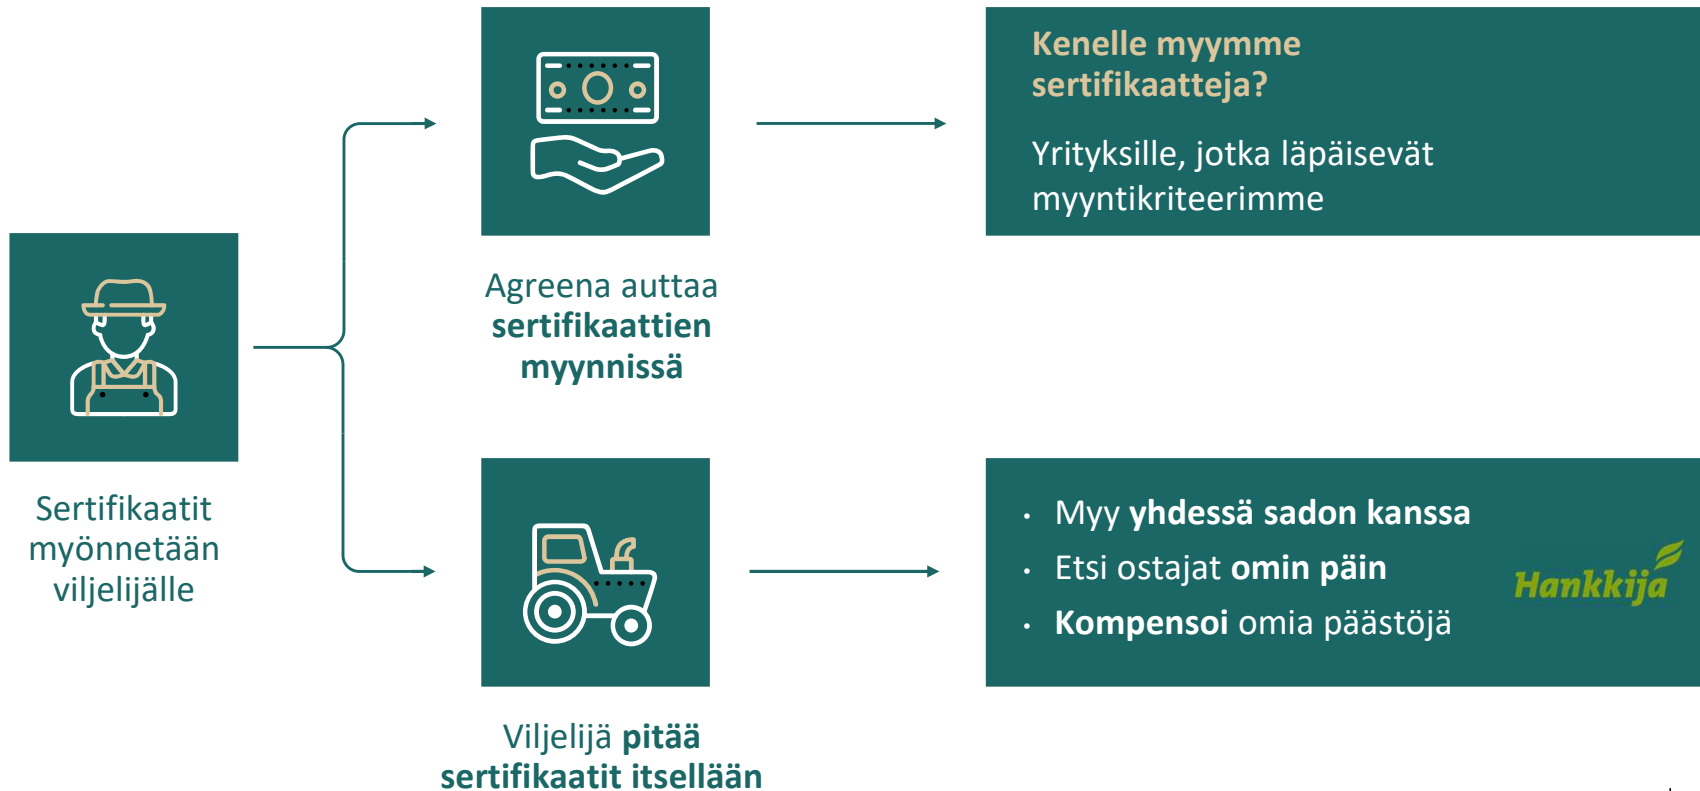 Sertifikaatit
myönnetään
viljelijälle
Agreena auttaa
sertifikaattien
myynnissä
Kenelle myymme
sertifikaatteja?
Yrityksille, jotka läpäisevät
myyntikriteerimme
Viljelijä pitää
sertifikaatit itsellään
• Myy yhdessä sadon kanssa
• Etsi ostajat omin päin
• Kompensoi omia päästöjä
Hankkija